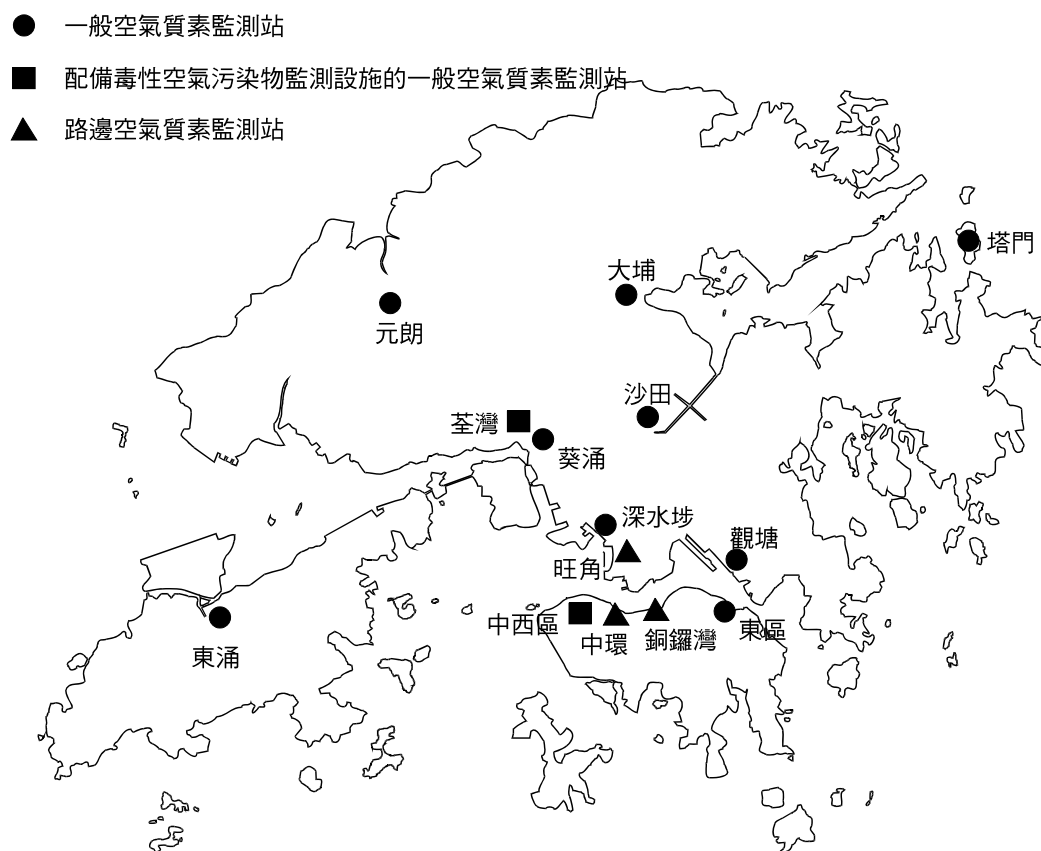 一般空氣質素監測站
配備毒性空氣污染物監測設施的一般空氣質素監測站
路邊空氣質素監測站
塔門
大埔
元朗
沙田
荃灣
葵涌
深水埗
觀塘
旺角
中西區
中環
銅鑼灣
東區
東涌